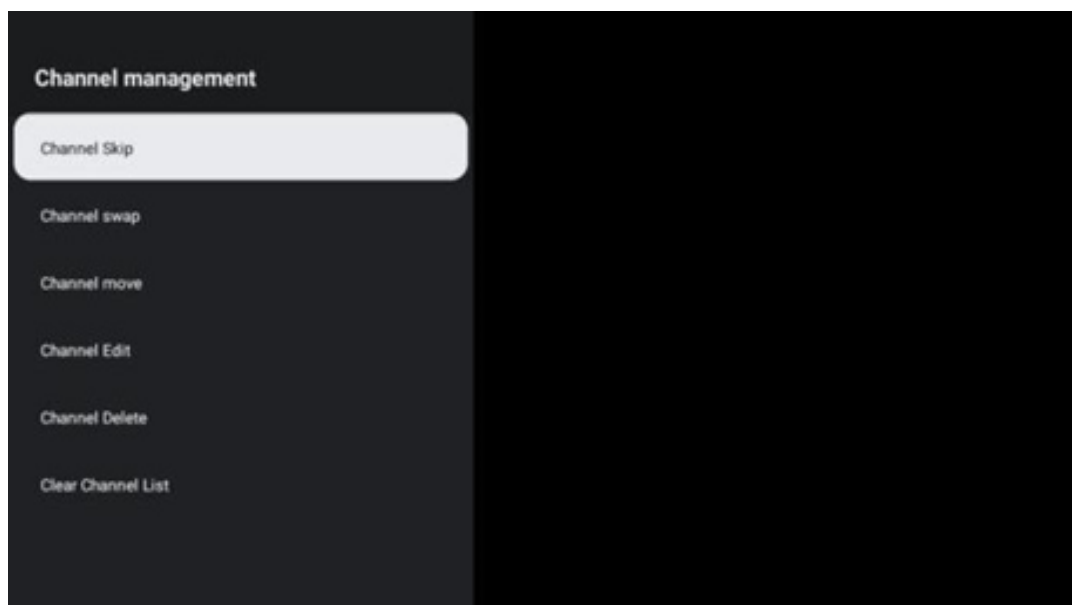 Channel management
Channel Skip
Channel swap
Channel move
Channel Edit
Channel Delete
Clear Channel List